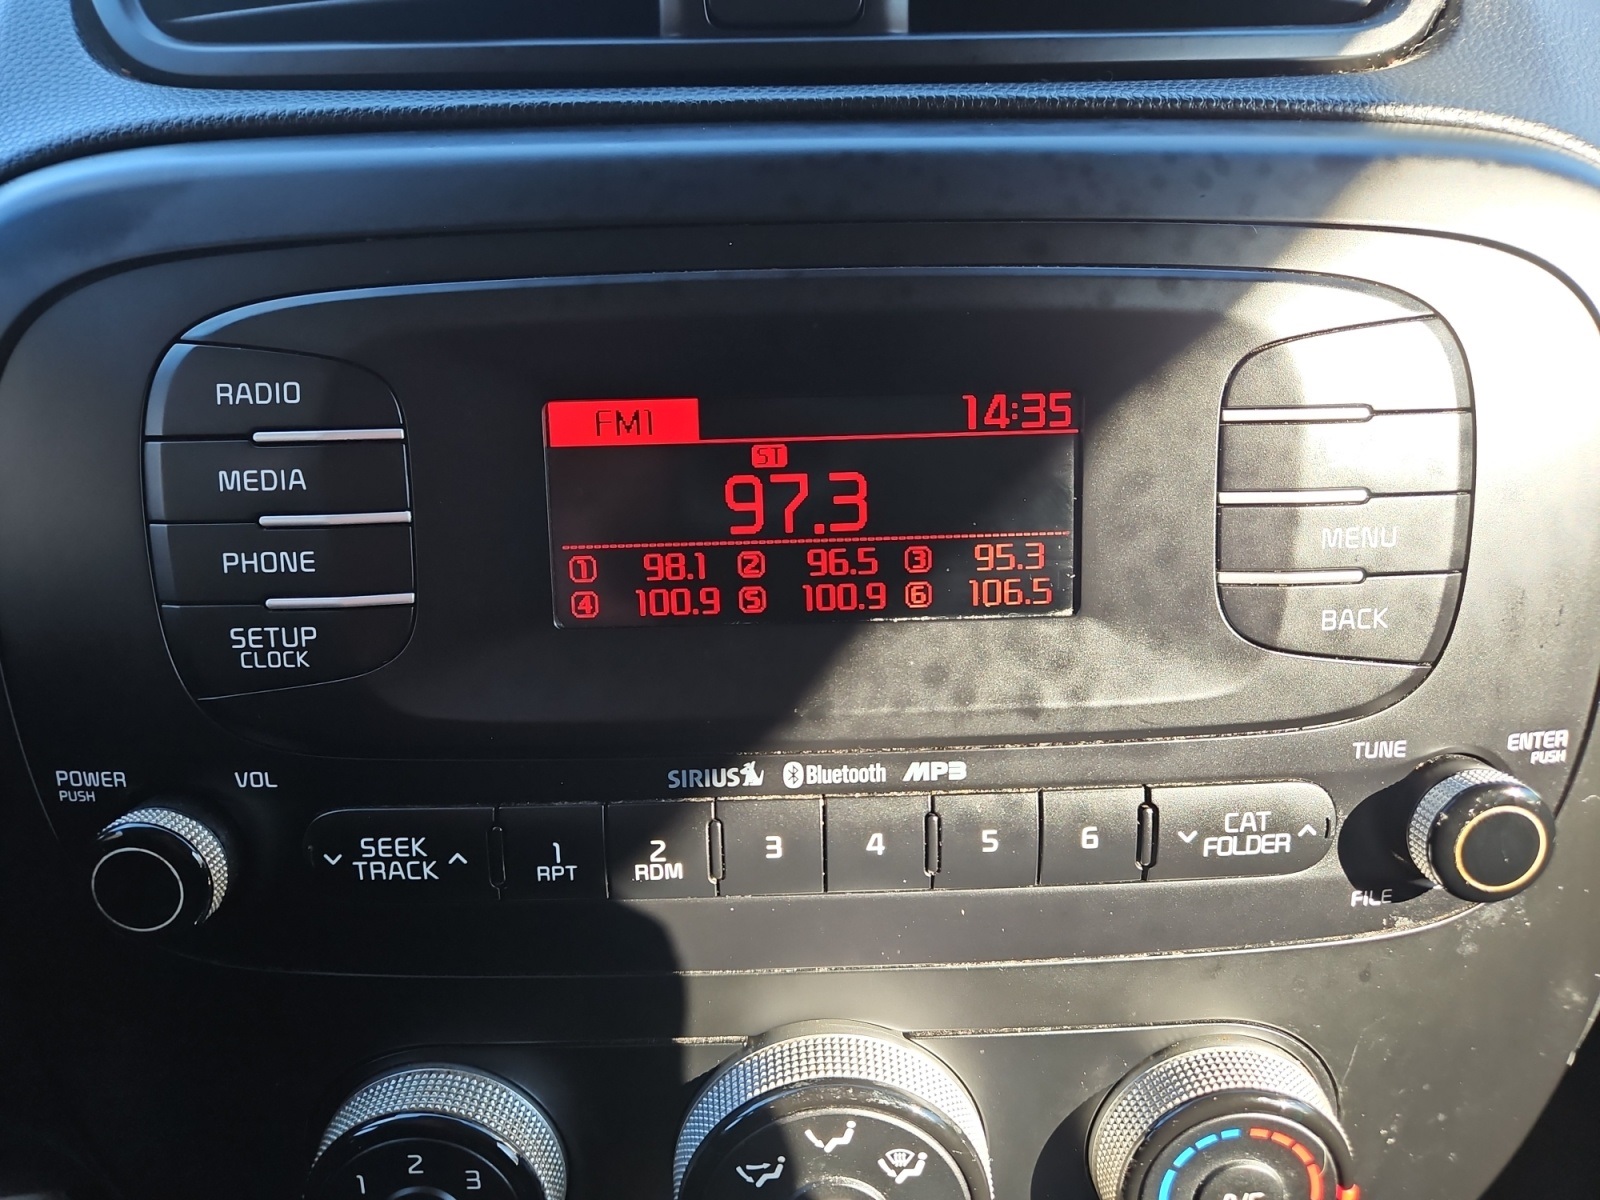 RADIO
MEDIA
PHONE
SETUP
CLOCK
FM1 14:35
ST
97.3
1 98.1 2 96.5 3 95.3
4 100.9 5 100.9 6 106.5
MENU
BACK
POWER
PUSH
VOL
SIRIUS Bluetooth MP3
TUNE
ENTER
PUSH
SEEK
TRACK
1
RPT
2
RDM
3
4
5
6
CAT
FOLDER
FILE
1 2 3